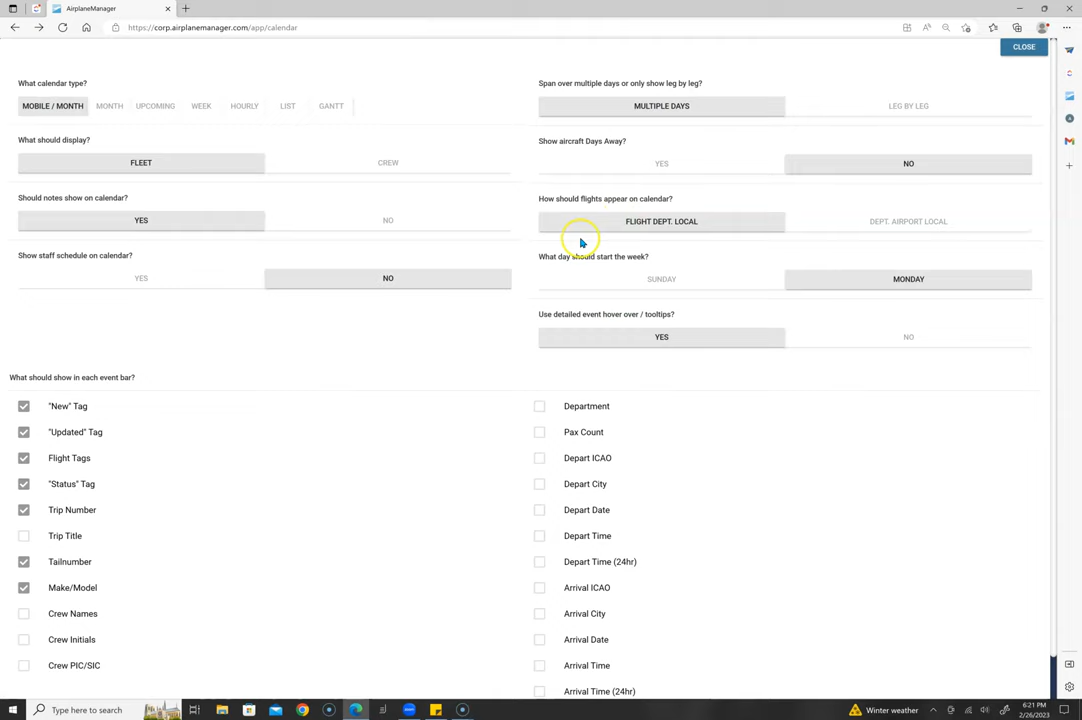 AirplaneManager
https://corp.airplanemanager.com/app/calendar
CLOSE
What calendar type?
MOBILE / MONTH MONTH UPCOMING WEEK HOURLY LIST GANTT
What should display?
FLEET CREW
Should notes show on calendar?
YES NO
Show staff schedule on calendar?
YES NO
Span over multiple days or only show leg by leg?
MULTIPLE DAYS LEG BY LEG
Show aircraft Days Away?
YES NO
How should flights appear on calendar?
FLIGHT DEPT. LOCAL DEPT. AIRPORT LOCAL
What day should start the week?
SUNDAY MONDAY
Use detailed event hover over / tooltips?
YES NO
What should show in each event bar?
"New" Tag
"Updated" Tag
Flight Tags
"Status" Tag
Trip Number
Trip Title
Tailnumber
Make/Model
Crew Names
Crew Initials
Crew PIC/SIC
Department
Pax Count
Depart ICAO
Depart City
Depart Date
Depart Time
Depart Time (24hr)
Arrival ICAO
Arrival City
Arrival Date
Arrival Time
Arrival Time (24hr)
Type here to search
Winter weather
6:21 PM
2/26/2023